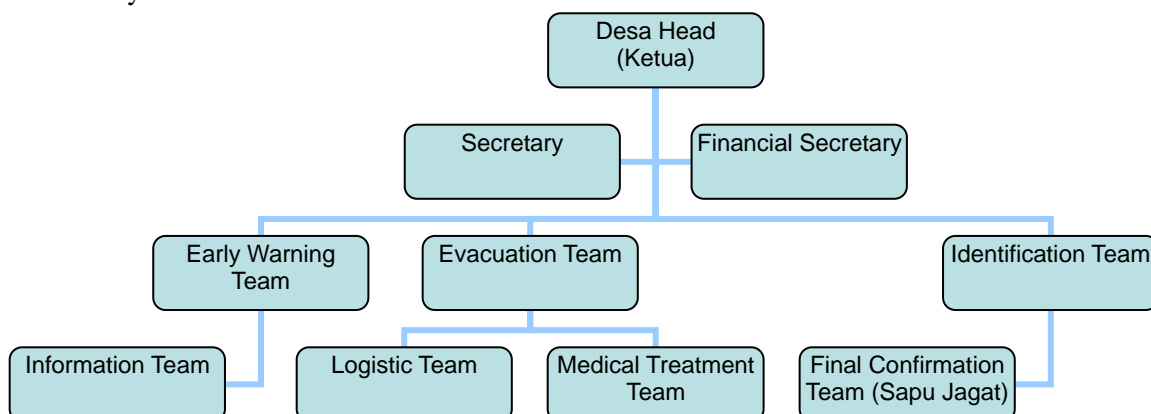 Desa Head
(Ketua)
Secretary
Financial Secretary
Early Warning
Team
Evacuation Team
Identification Team
Information Team
Logistic Team
Medical Treatment
Team
Final Confirmation
Team (Sapu Jagat)